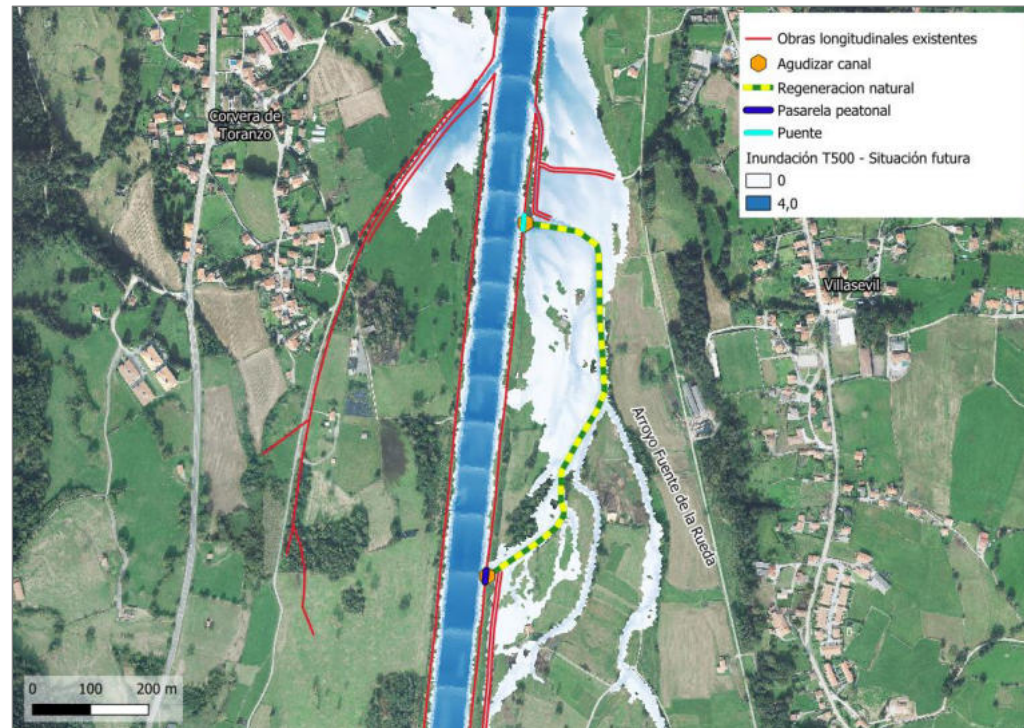 Obras longitudinales existentes
Agudizar canal
Regeneracion natural
Pasarela peatonal
Puente
Inundación T500 - Situación futura
0
4,0
Corvera de
Toranzo
Villasevil
Arroyo Fuente de la Rueda
0 100 200 m